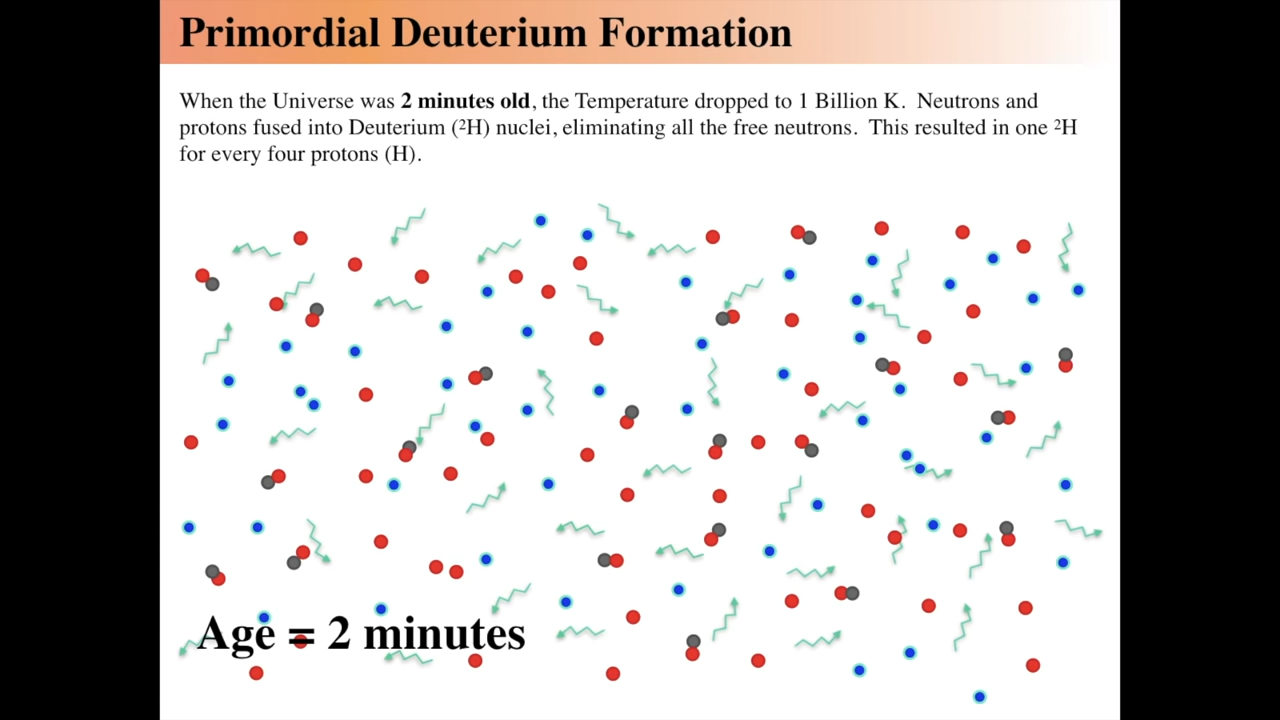 Primordial Deuterium Formation
When the Universe was 2 minutes old, the Temperature dropped to 1 Billion K.  Neutrons and
protons fused into Deuterium (²H) nuclei, eliminating all the free neutrons.  This resulted in one ²H
for every four protons (H).
Age = 2 minutes